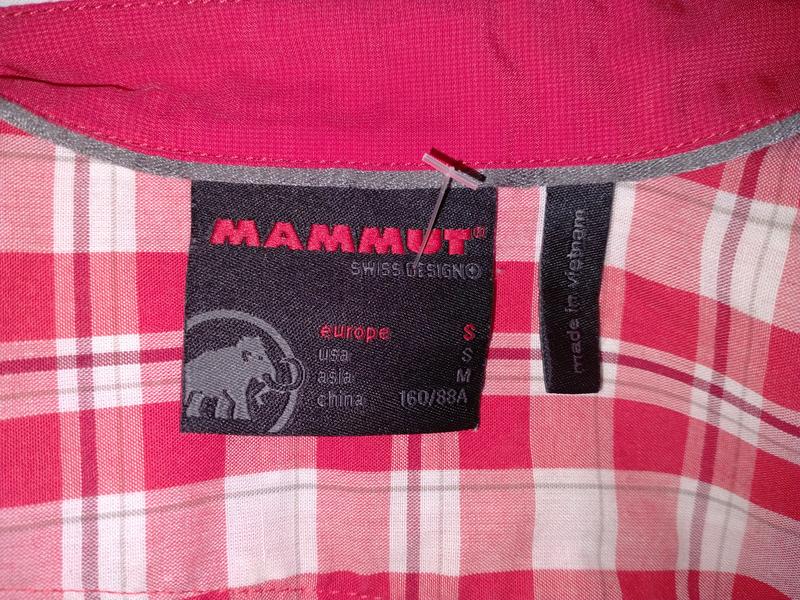 MAMMUT®
SWISS DESIGN
europe S
usa S
asia M
china 160/88A
made in vietnam